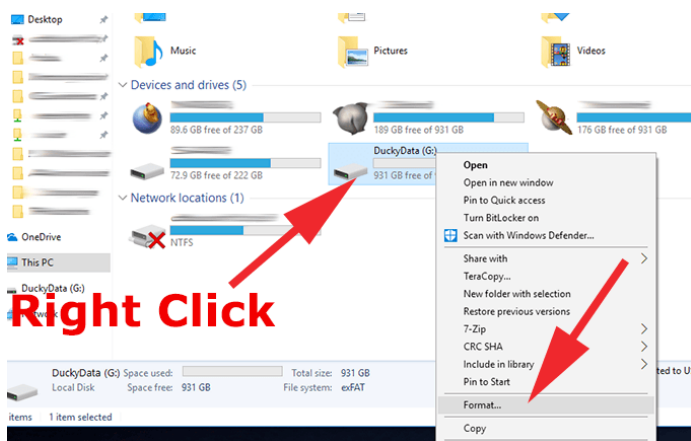 Desktop
Music
Pictures
Videos
Devices and drives (5)
89.6 GB free of 237 GB
189 GB free of 931 GB
176 GB free of 931 GB
72.9 GB free of 222 GB
DuckyData (G:)
931 GB free of
Network locations (1)
NTFS
OneDrive
This PC
DuckyData (G:)
Network
Right Click
Open
Open in new window
Pin to Quick access
Turn BitLocker on
Scan with Windows Defender...
Share with
TeraCopy...
New folder with selection
Restore previous versions
7-Zip
CRC SHA
Include in library
Pin to Start
Format...
Copy
DuckyData (G:) Space used: Total size: 931 GB
Local Disk Space free: 931 GB File system: exFAT
ted to U
items 1 item selected